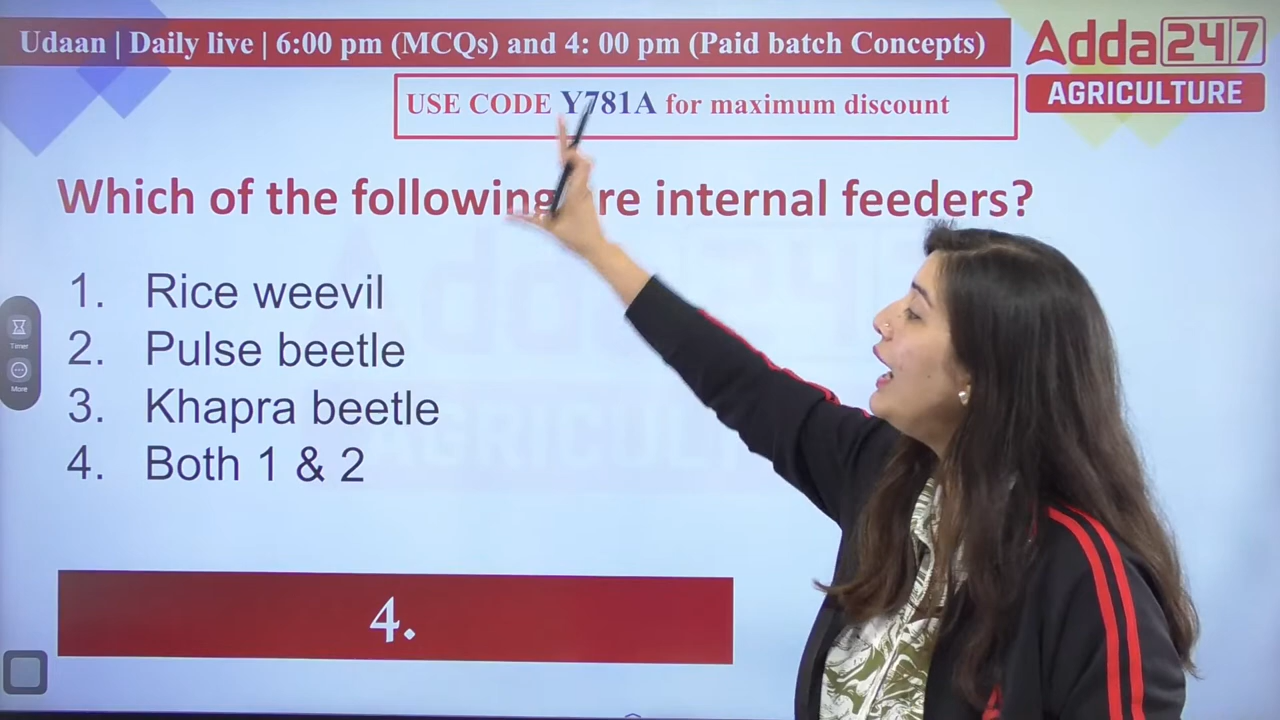 Udaan | Daily live | 6:00 pm (MCQs) and 4: 00 pm (Paid batch Concepts)
Adda247
AGRICULTURE
USE CODE Y781A for maximum discount
Which of the following are internal feeders?
1. Rice weevil
2. Pulse beetle
3. Khapra beetle
4. Both 1 & 2
Timer
More
4.